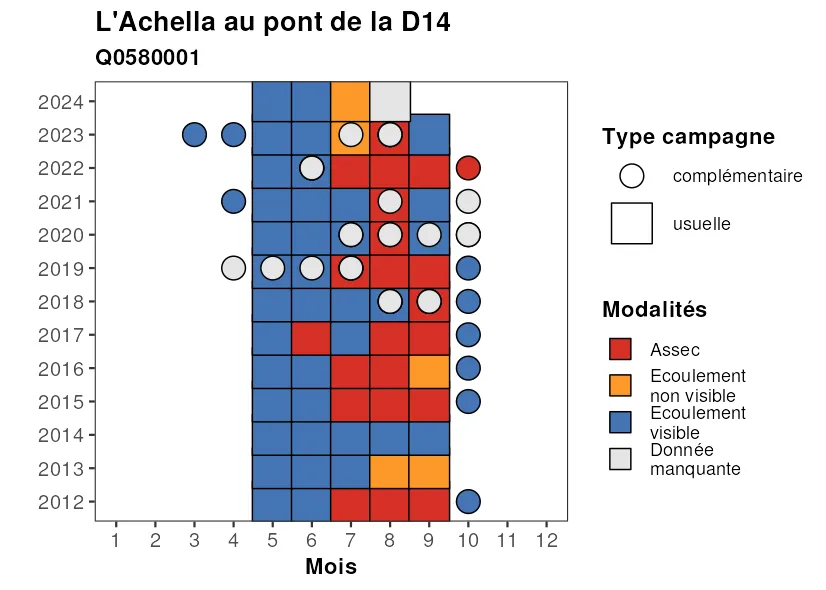 L'Achella au pont de la D14
Q0580001
2024
2023
2022
2021
2020
2019
2018
2017
2016
2015
2014
2013
2012
1 2 3 4 5 6 7 8 9 10 11 12
Mois
Type campagne
complémentaire
usuelle
Modalités
Assec
Ecoulement
non visible
Ecoulement
visible
Donnée
manquante